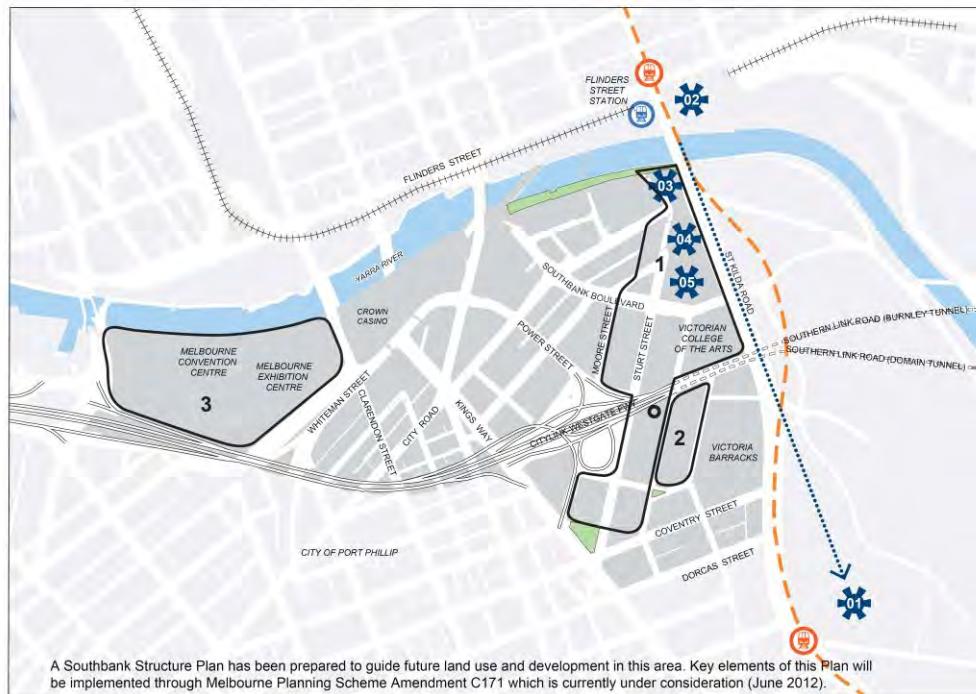 FLINDERS
STREET
STATION
02
FLINDERS STREET
03
YARRA RIVER
04
1
05
ST KILDA ROAD
SOUTHBANK BOULEVARD
CROWN
CASINO
POWER STREET
MOORE STREET
STURT STREET
VICTORIAN
COLLEGE
OF THE ARTS
SOUTHERN LINK ROAD (BURNLEY TUNNEL)
SOUTHERN LINK ROAD (DOMAIN TUNNEL)
MELBOURNE
CONVENTION
CENTRE
MELBOURNE
EXHIBITION
CENTRE
3
WHITEMAN STREET
CLARENDON STREET
CITY ROAD
KINGS WAY
CITYLINK WESTGATE FWY
2
VICTORIA
BARRACKS
COVENTRY STREET
DORCAS STREET
CITY OF PORT PHILLIP
01
A Southbank Structure Plan has been prepared to guide future land use and development in this area. Key elements of this Plan will
be implemented through Melbourne Planning Scheme Amendment C171 which is currently under consideration (June 2012).